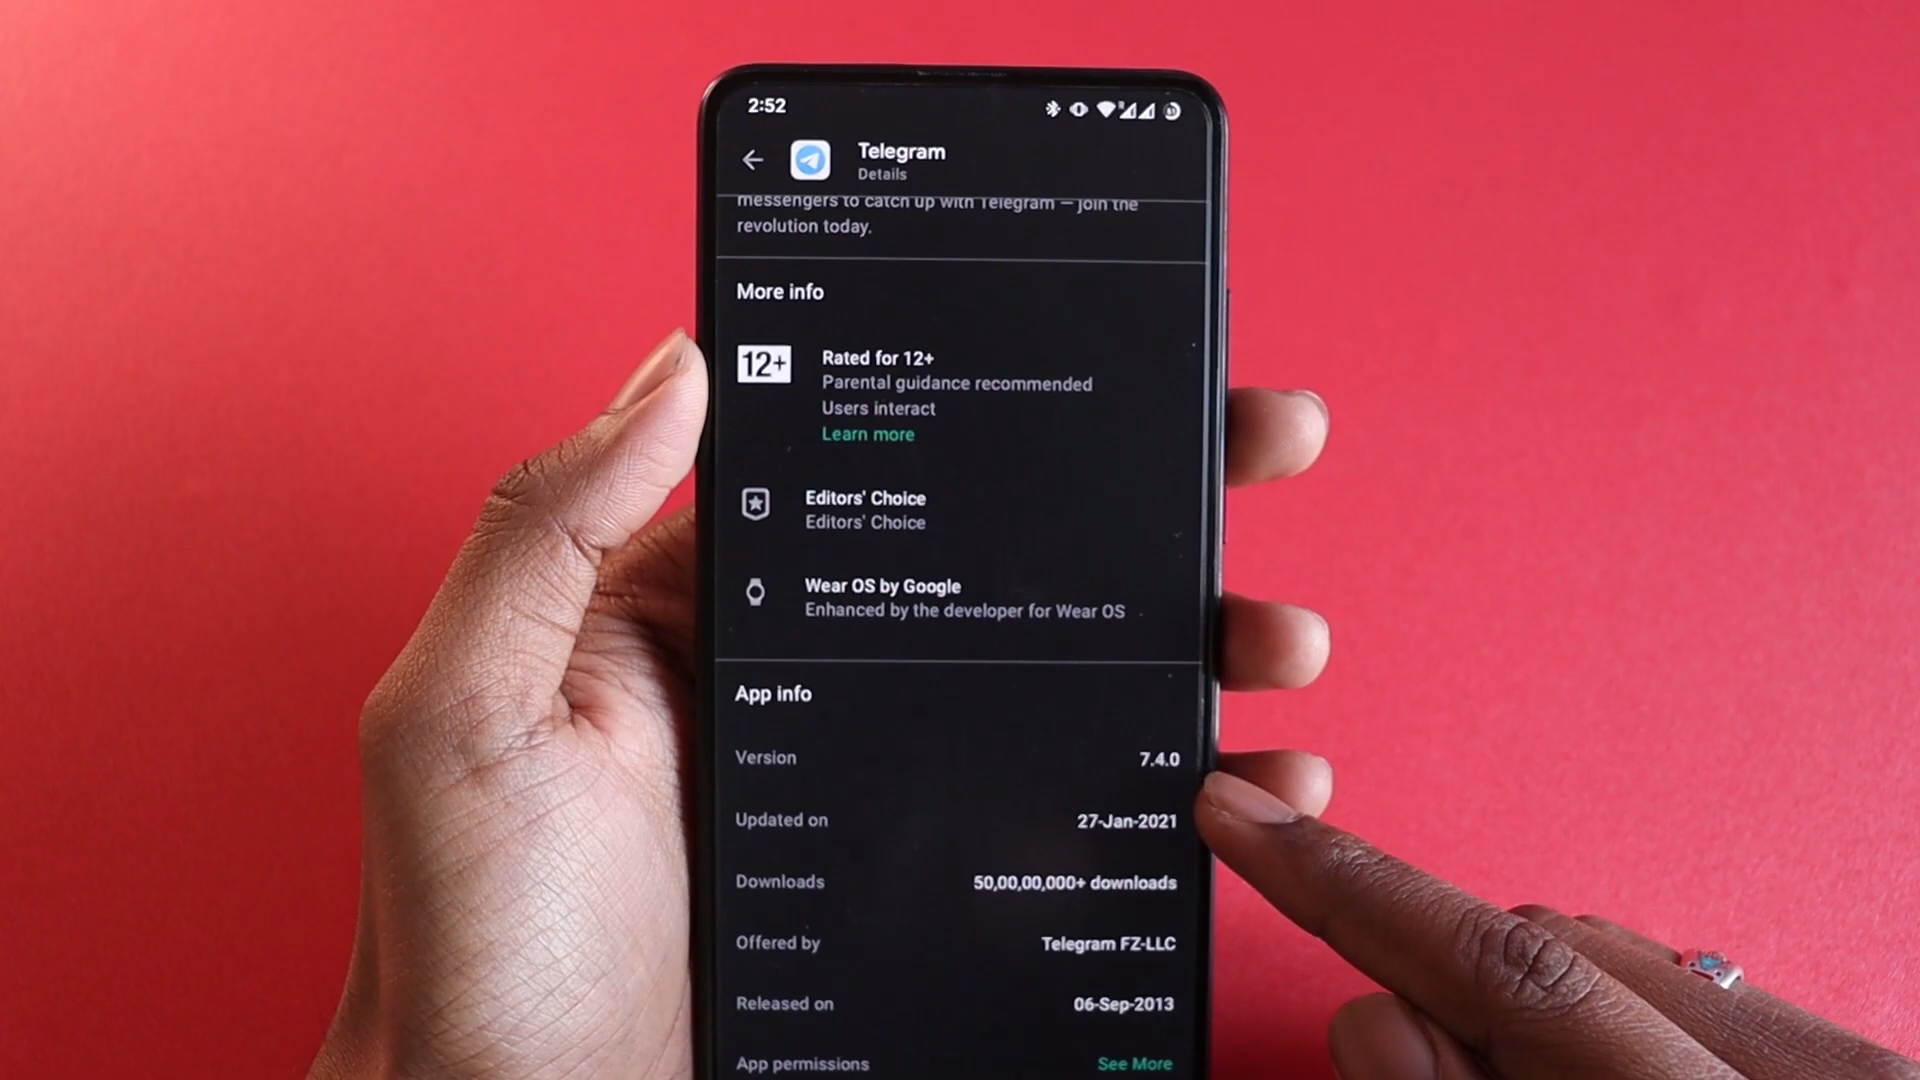 2:52
Telegram
Details
messengers to catch up with Telegram — join the
revolution today.
More info
12+
Rated for 12+
Parental guidance recommended
Users interact
Learn more
Editors' Choice
Editors' Choice
Wear OS by Google
Enhanced by the developer for Wear OS
App info
Version 7.4.0
Updated on 27-Jan-2021
Downloads 50,00,00,000+ downloads
Offered by Telegram FZ-LLC
Released on 06-Sep-2013
App permissions See More